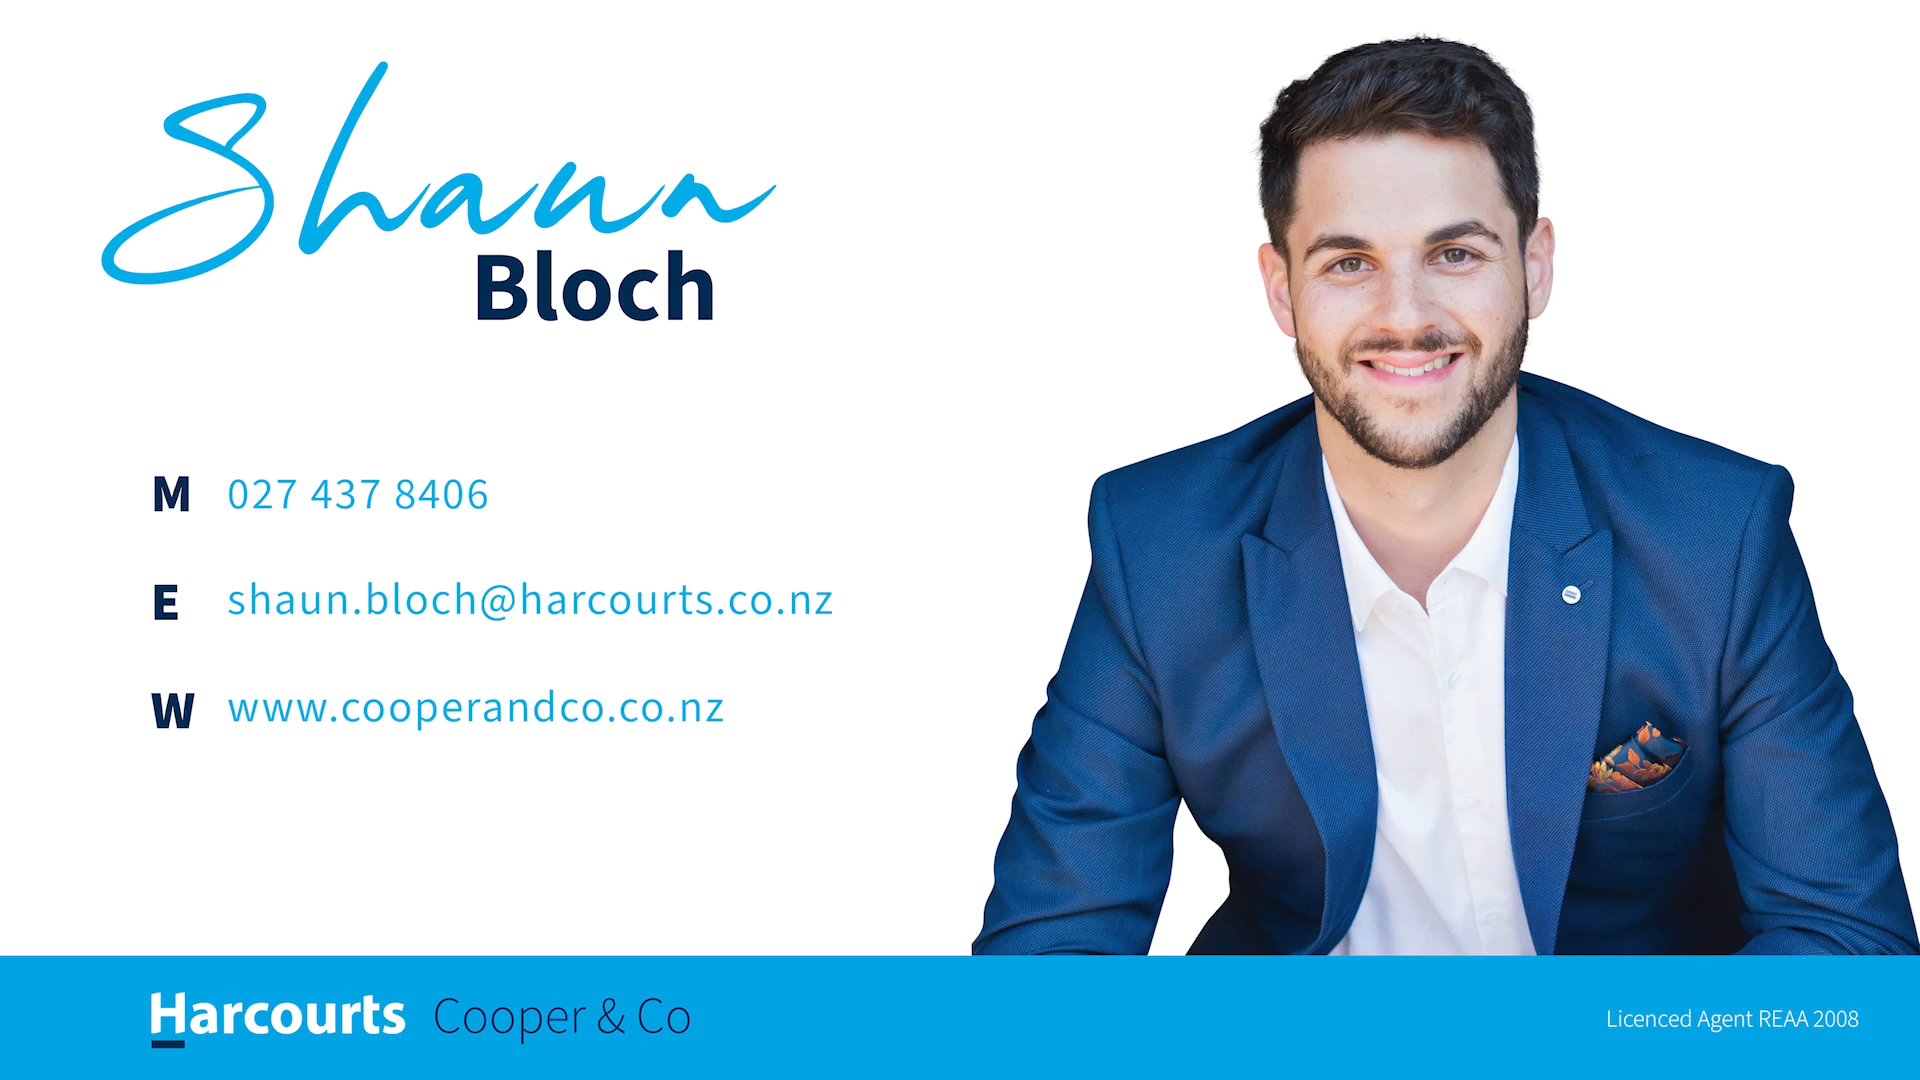 Shaun
Bloch
M 027 437 8406
E shaun.bloch@harcourts.co.nz
W www.cooperandco.co.nz
Harcourts Cooper & Co
Licenced Agent REAA 2008